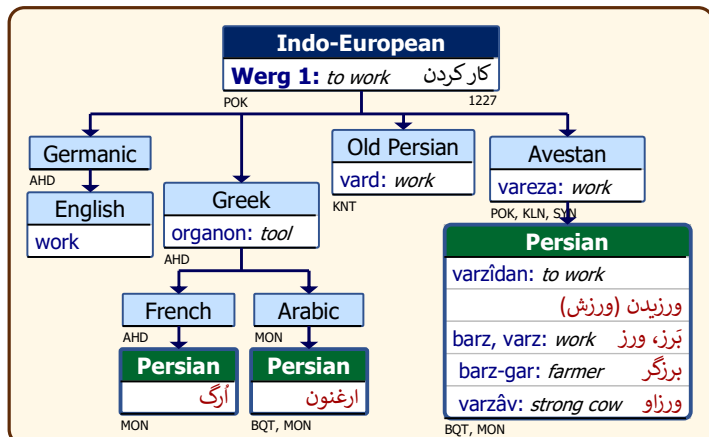 Indo-European
Werg 1: to work کار کردن
POK 1227
Germanic
AHD
English
work
Greek
organon: tool
AHD
Old Persian
vard: work
KNT
Avestan
vareza: work
POK, KLN, SYN
French
AHD
Arabic
MON
Persian
اُرگ
MON
Persian
ارغنون
BQT, MON
Persian
varzîdan: to work
ورزیدن (ورزش)
barz, varz: work بَرز، ورز
barz-gar: farmer برزگر
varzâv: strong cow ورزاو
BQT, MON